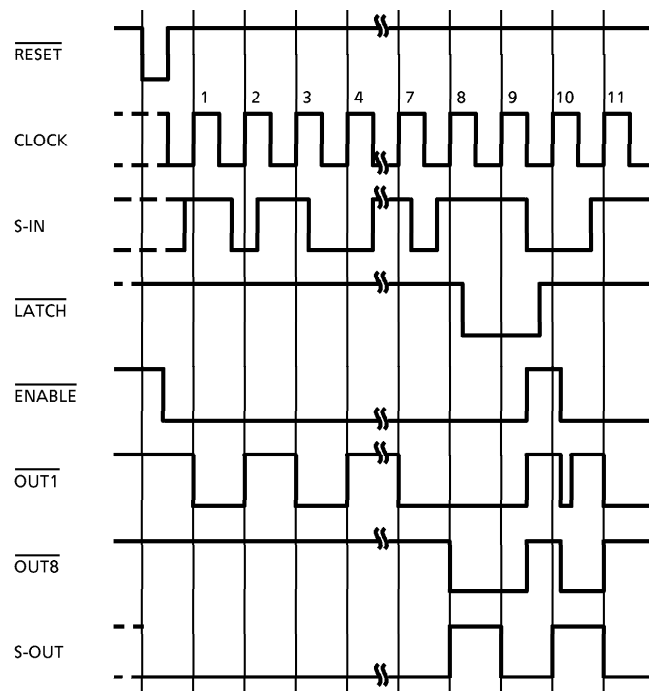 RESET
1 2 3 4 7 8 9 10 11
CLOCK
S-IN
LATCH
ENABLE
OUT1
OUT8
S-OUT